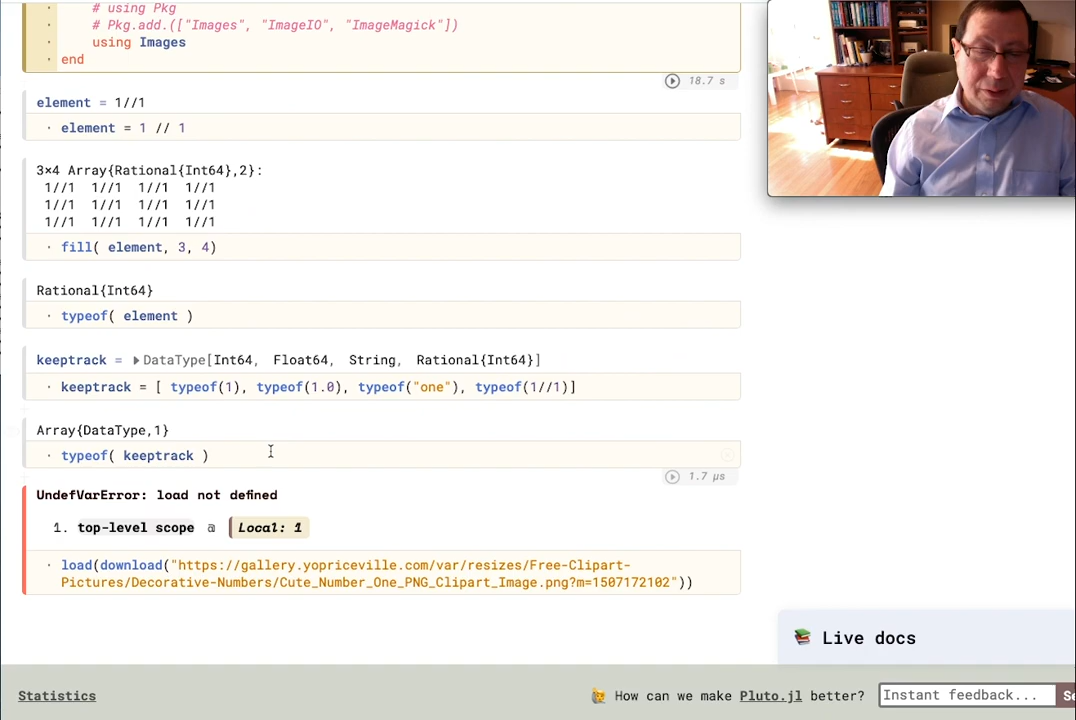 # using Pkg
# Pkg.add.(["Images", "ImageIO", "ImageMagick"])
using Images
end
18.7 s
element = 1//1
element = 1 // 1
3×4 Array{Rational{Int64},2}:
1//1 1//1 1//1 1//1
1//1 1//1 1//1 1//1
1//1 1//1 1//1 1//1
fill( element, 3, 4)
Rational{Int64}
typeof( element )
keeptrack = DataType[Int64, Float64, String, Rational{Int64}]
keeptrack = [ typeof(1), typeof(1.0), typeof("one"), typeof(1//1)]
Array{DataType,1}
typeof( keeptrack )
1.7 μs
UndefVarError: load not defined
1. top-level scope @ Local: 1
load(download("https://gallery.yopriceville.com/var/resizes/Free-Clipart-
Pictures/Decorative-Numbers/Cute_Number_One_PNG_Clipart_Image.png?m=1507172102"))
Live docs
Statistics
How can we make Pluto.jl better? Instant feedback... Se